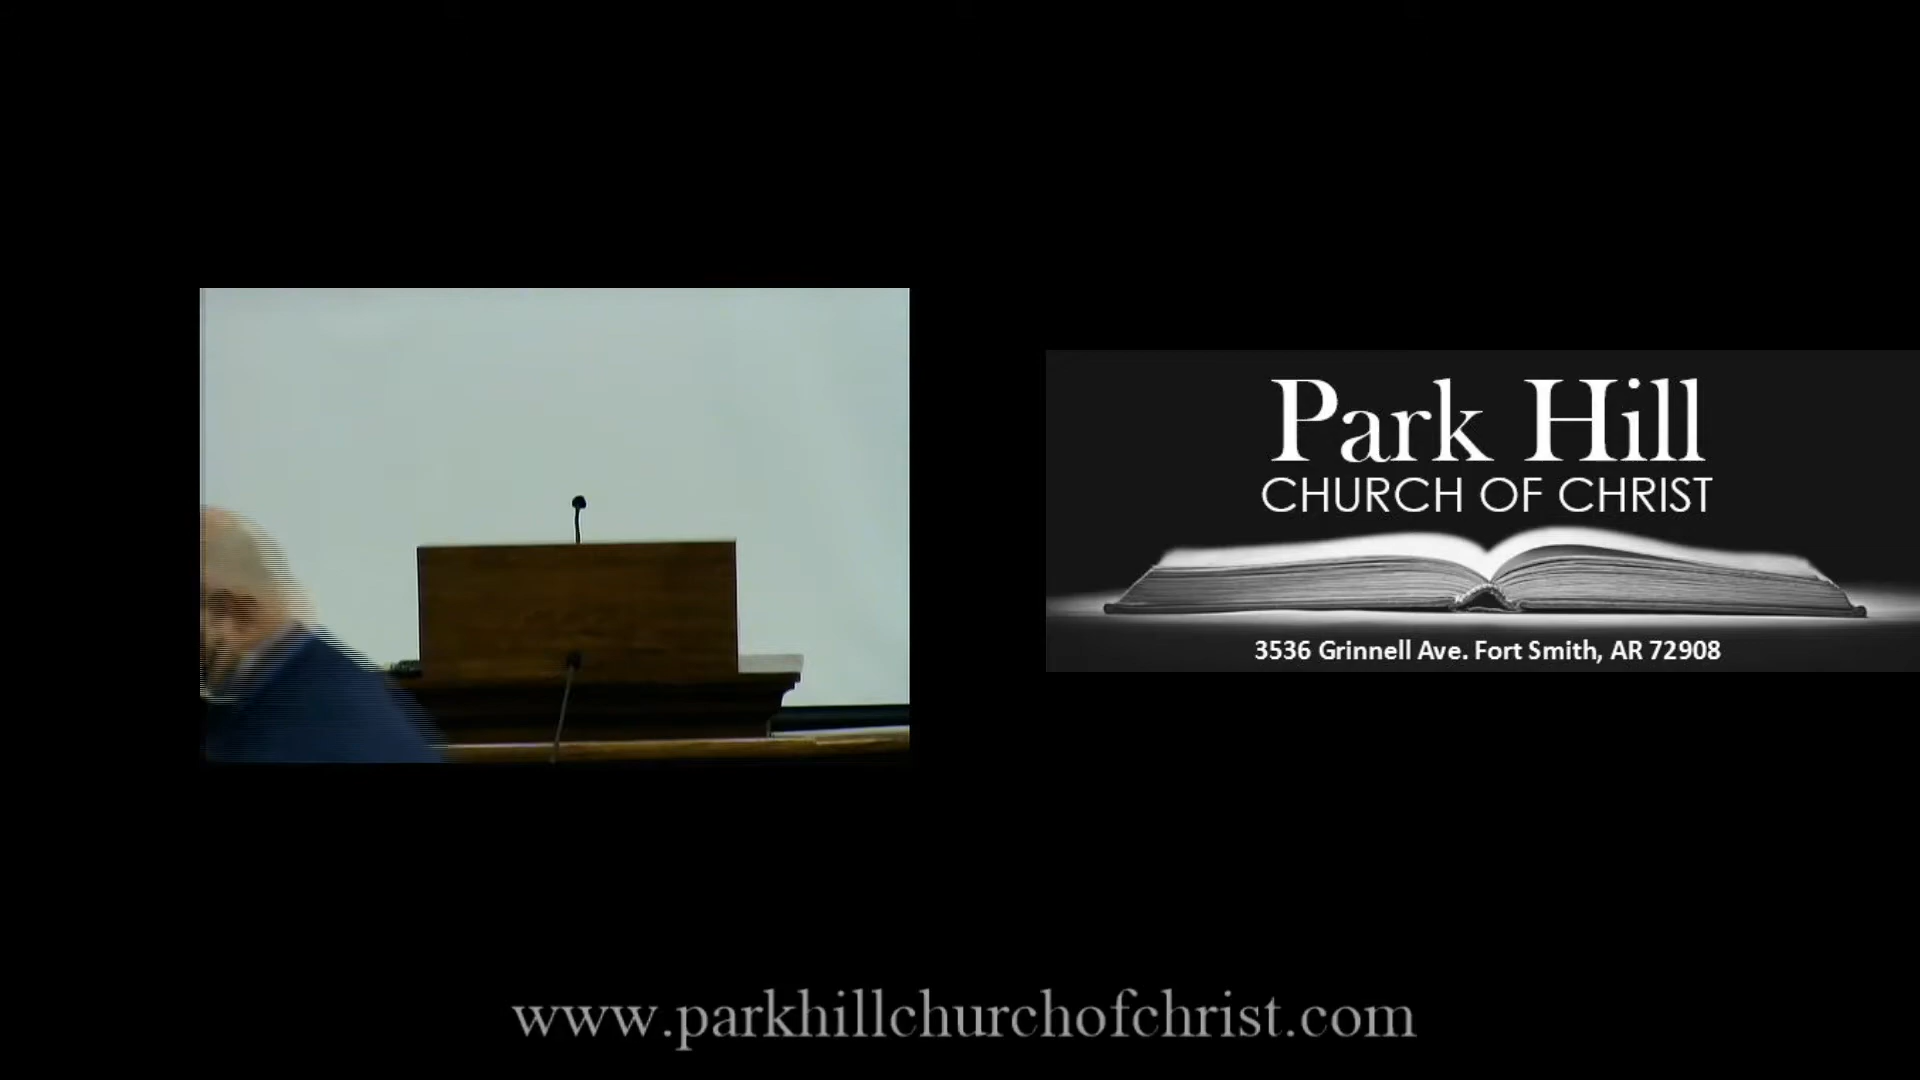 Park Hill
CHURCH OF CHRIST
3536 Grinnell Ave. Fort Smith, AR 72908
www.parkhillchurchofchrist.com